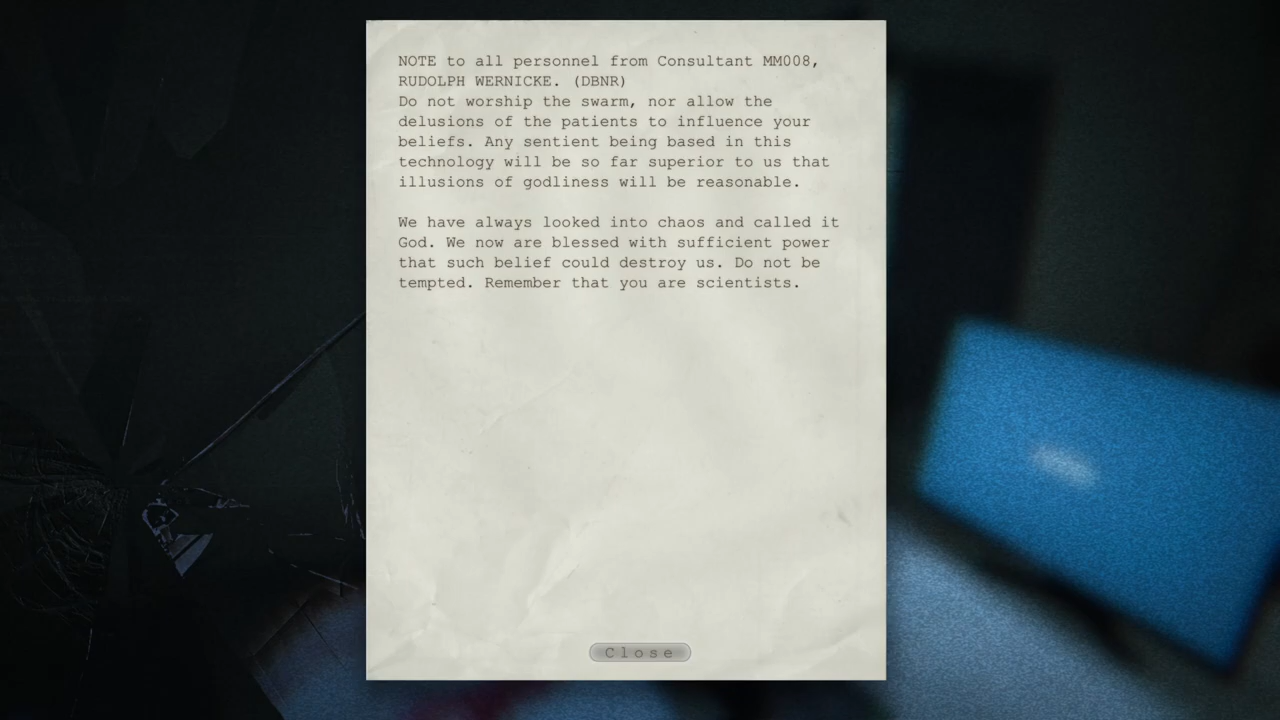 NOTE to all personnel from Consultant MM008,
RUDOLPH WERNICKE. (DBNR)
Do not worship the swarm, nor allow the
delusions of the patients to influence your
beliefs. Any sentient being based in this
technology will be so far superior to us that
illusions of godliness will be reasonable.
We have always looked into chaos and called it
God. We now are blessed with sufficient power
that such belief could destroy us. Do not be
tempted. Remember that you are scientists.
Close